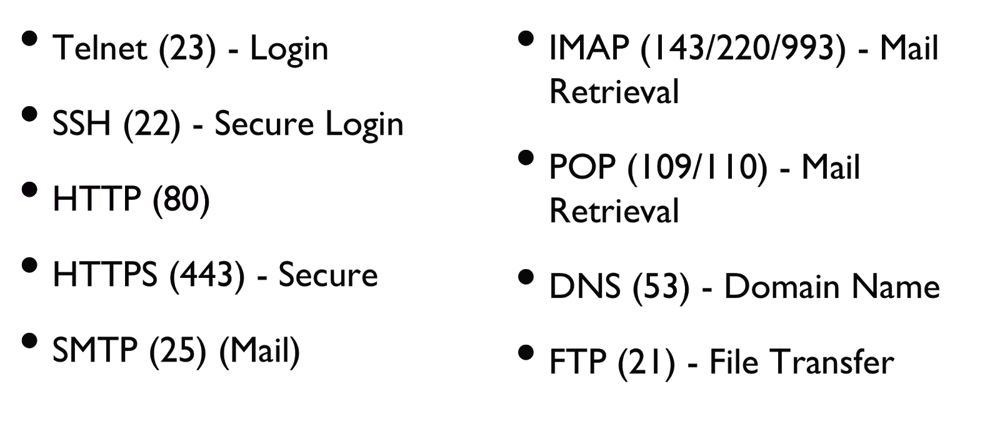 • Telnet (23) - Login
• SSH (22) - Secure Login
• HTTP (80)
• HTTPS (443) - Secure
• SMTP (25) (Mail)
• IMAP (143/220/993) - Mail
Retrieval
• POP (109/110) - Mail
Retrieval
• DNS (53) - Domain Name
• FTP (21) - File Transfer